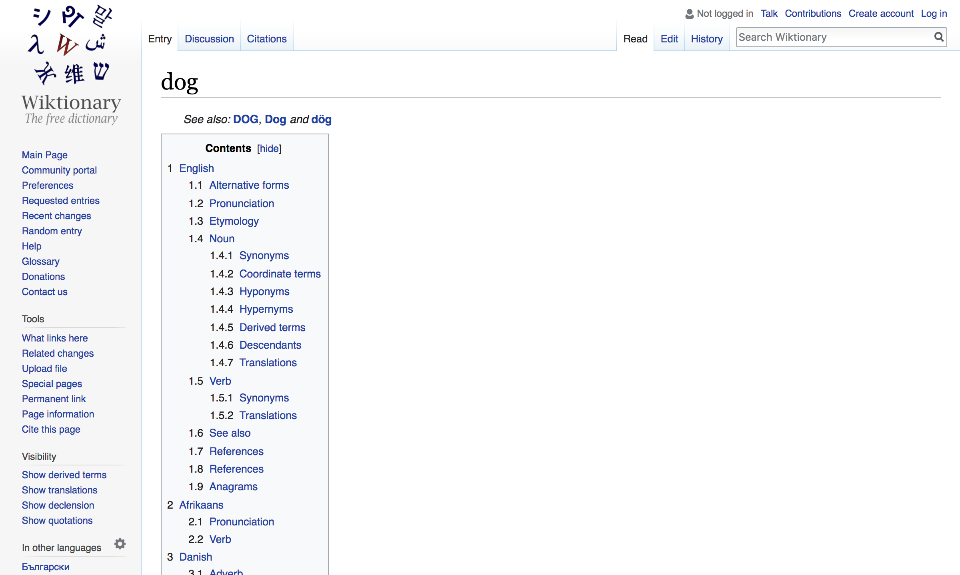 シ Ру 말
λ W ش
维 ש
Wiktionary
The free dictionary
Not logged in Talk Contributions Create account Log in
Entry Discussion Citations Read Edit History Search Wiktionary
dog
See also: DOG, Dog and dög
Contents [hide]
1 English
1.1 Alternative forms
1.2 Pronunciation
1.3 Etymology
1.4 Noun
1.4.1 Synonyms
1.4.2 Coordinate terms
1.4.3 Hyponyms
1.4.4 Hypernyms
1.4.5 Derived terms
1.4.6 Descendants
1.4.7 Translations
1.5 Verb
1.5.1 Synonyms
1.5.2 Translations
1.6 See also
1.7 References
1.8 References
1.9 Anagrams
2 Afrikaans
2.1 Pronunciation
2.2 Verb
3 Danish
3.1 Adverb
Main Page
Community portal
Preferences
Requested entries
Recent changes
Random entry
Help
Glossary
Donations
Contact us
Tools
What links here
Related changes
Upload file
Special pages
Permanent link
Page information
Cite this page
Visibility
Show derived terms
Show translations
Show declension
Show quotations
In other languages
Български